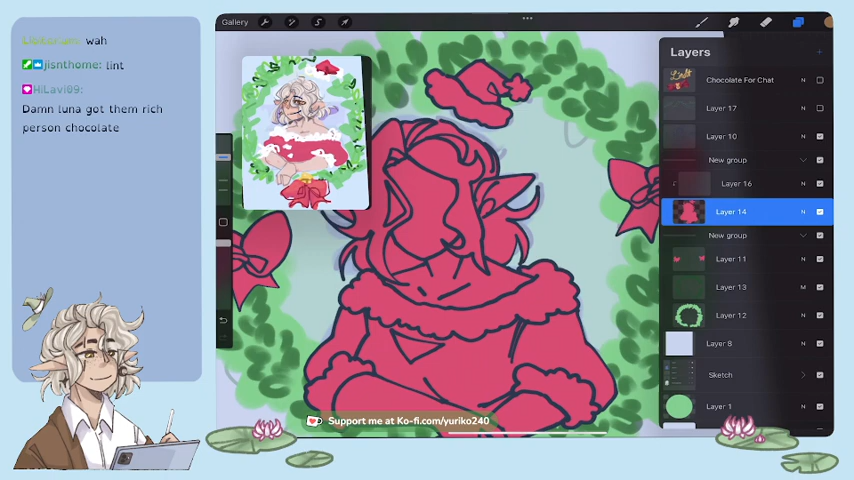 wah
jisnthome: lint
HiLavi09:
Damn luna got them rich
person chocolate
Gallery
Layers
Chocolate For Chat N
Layer 17 N
Layer 10 N
New group
Layer 16 N
Layer 14 N
New group
Layer 11 N
Layer 13 M
Layer 12 N
Layer 8 N
Sketch
Layer 1 N
Support me at Ko-fi.com/yuriko240